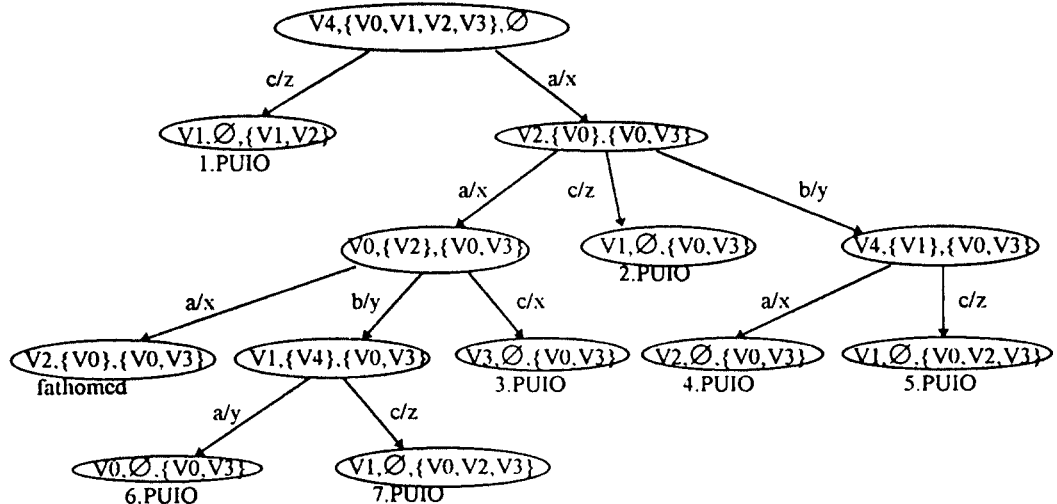 V4,{V0,V1,V2,V3},∅
c/z
a/x
V1,∅,{V1,V2}
1.PUIO
V2.{V0}.{V0,V3}
a/x
c/z
b/y
V0,{V2},{V0,V3}
V1,∅.{V0,V3}
2.PUIO
V4,{V1},{V0,V3}
a/x
b/y
c/x
a/x
c/z
V2,{V0},{V0,V3}
fathomed
V1,{V4}.{V0,V3}
V3,∅.{V0,V3}
3.PUIO
V2,∅.{V0,V3}
4.PUIO
V1,∅,{V0.V2,V3}
5.PUIO
a/y
c/z
V0,∅.{V0,V3}
6.PUIO
V1,∅,{V0,V2,V3}
7.PUIO